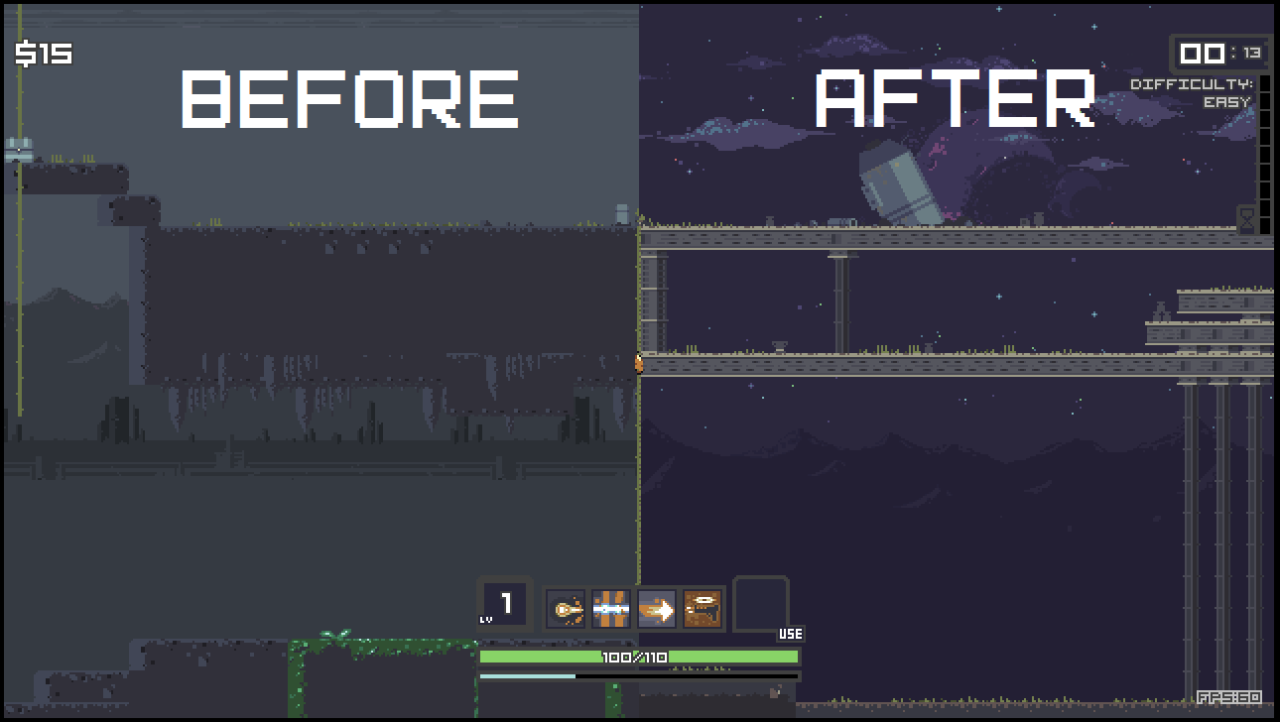 $15
BEFORE
AFTER
00:13
DIFFICULTY:
EASY
1
LV
USE
100/110
FPS:60